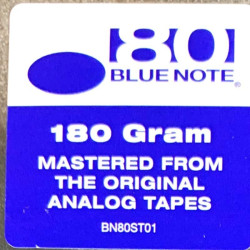 80
BLUE NOTE®
180 Gram
MASTERED FROM
THE ORIGINAL
ANALOG TAPES
BN80ST01